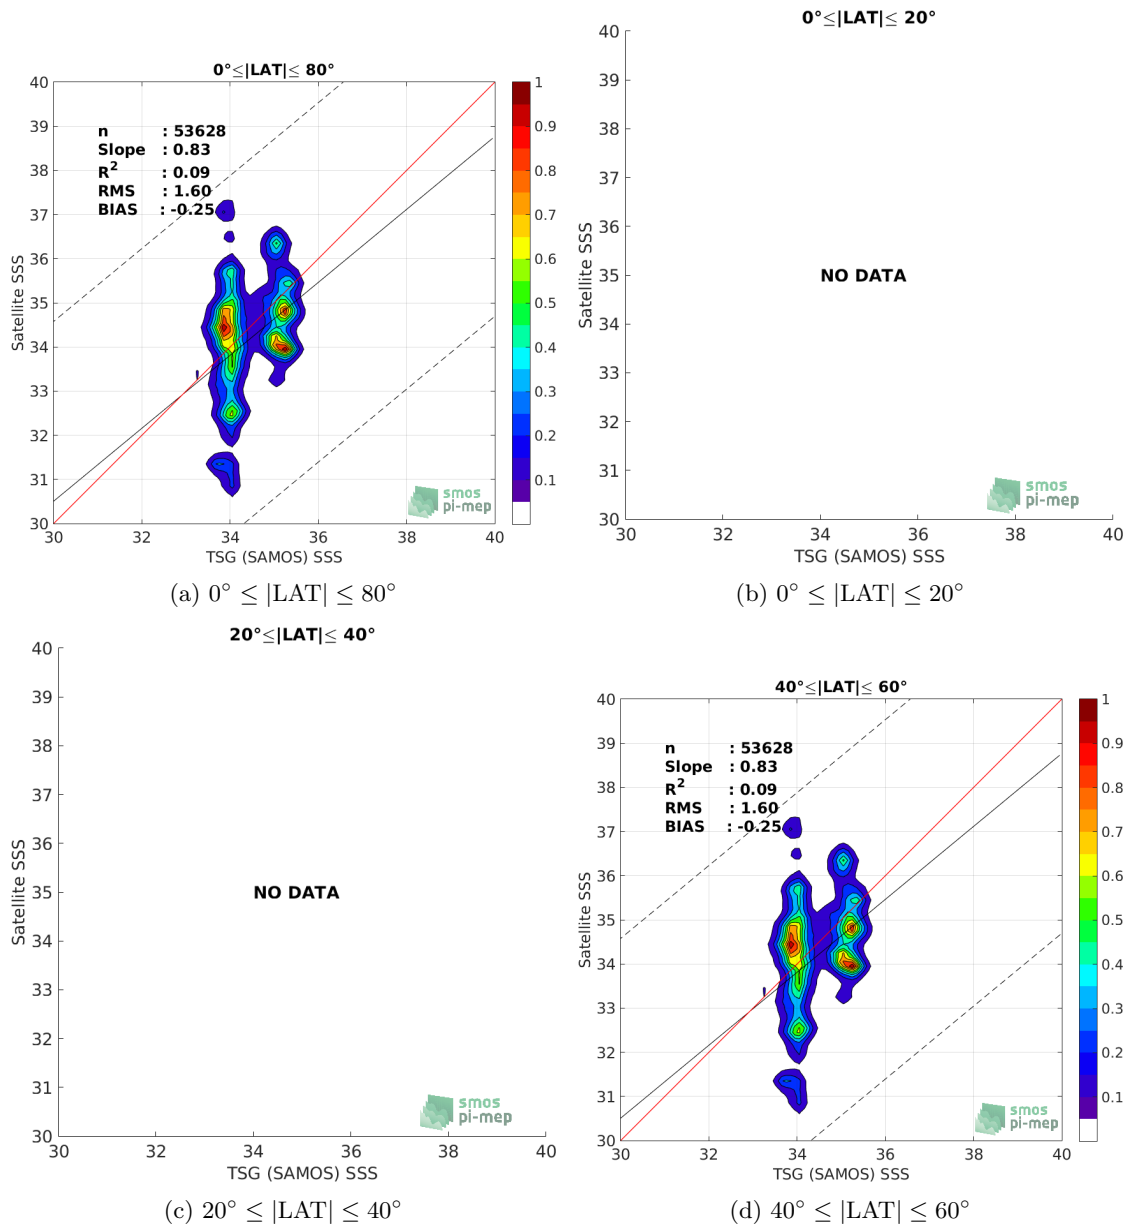 0°≤|LAT|≤ 80°
40
39
38
37
36
35
34
33
32
31
30
Satellite SSS
n : 53628
Slope : 0.83
R² : 0.09
RMS : 1.60
BIAS : -0.25
1
0.9
0.8
0.7
0.6
0.5
0.4
0.3
0.2
0.1
smos
pi-mep
30 32 34 36 38 40
TSG (SAMOS) SSS
(a) 0° ≤ |LAT| ≤ 80°
0°≤|LAT|≤ 20°
40
39
38
37
36
35
34
33
32
31
30
Satellite SSS
NO DATA
smos
pi-mep
30 32 34 36 38 40
TSG (SAMOS) SSS
(b) 0° ≤ |LAT| ≤ 20°
20°≤|LAT|≤ 40°
40
39
38
37
36
35
34
33
32
31
30
Satellite SSS
NO DATA
smos
pi-mep
30 32 34 36 38 40
TSG (SAMOS) SSS
(c) 20° ≤ |LAT| ≤ 40°
40°≤|LAT|≤ 60°
40
39
38
37
36
35
34
33
32
31
30
Satellite SSS
n : 53628
Slope : 0.83
R² : 0.09
RMS : 1.60
BIAS : -0.25
1
0.9
0.8
0.7
0.6
0.5
0.4
0.3
0.2
0.1
smos
pi-mep
30 32 34 36 38 40
TSG (SAMOS) SSS
(d) 40° ≤ |LAT| ≤ 60°